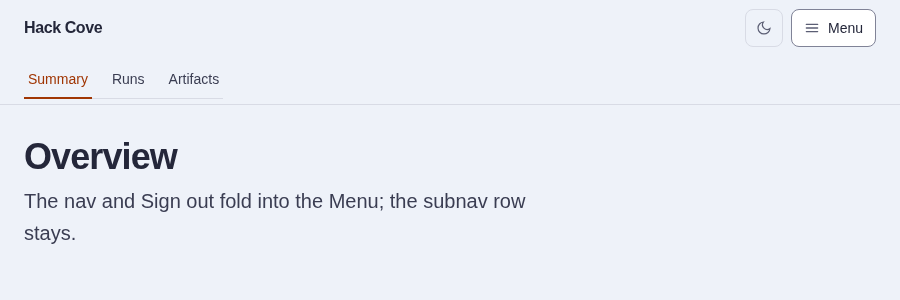 Hack Cove
Menu
Summary Runs Artifacts
Overview
The nav and Sign out fold into the Menu; the subnav row
stays.